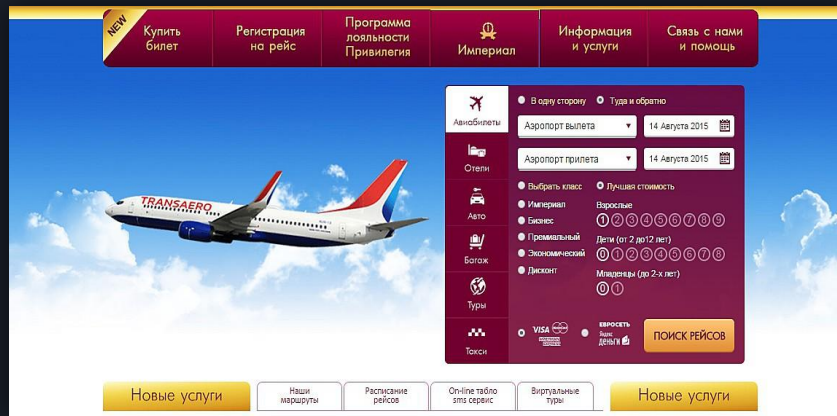 NEW
Купить
билет
Регистрация
на рейс
Программа
лояльности
Привилегия
Империал
Информация
и услуги
Связь с нами
и помощь
TRANSAERO
Авиабилеты
Отели
Авто
Багаж
Туры
Такси
В одну сторону Туда и обратно
Аэропорт вылета 14 Августа 2015
Аэропорт прилета 14 Августа 2015
Выбрать класс Лучшая стоимость
Империал
Бизнес
Премиальный
Экономический
Дисконт
Взрослые
1 2 3 4 5 6 7 8 9
Дети (от 2 до12 лет)
0 1 2 3 4 5 6 7 8
Младенцы (до 2-х лет)
0 1
VISA
ЕВРОСЕТЬ
Яндекс
деньги
ПОИСК РЕЙСОВ
Новые услуги
Наши
маршруты
Расписание
рейсов
On-line табло
sms сервис
Виртуальные
туры
Новые услуги